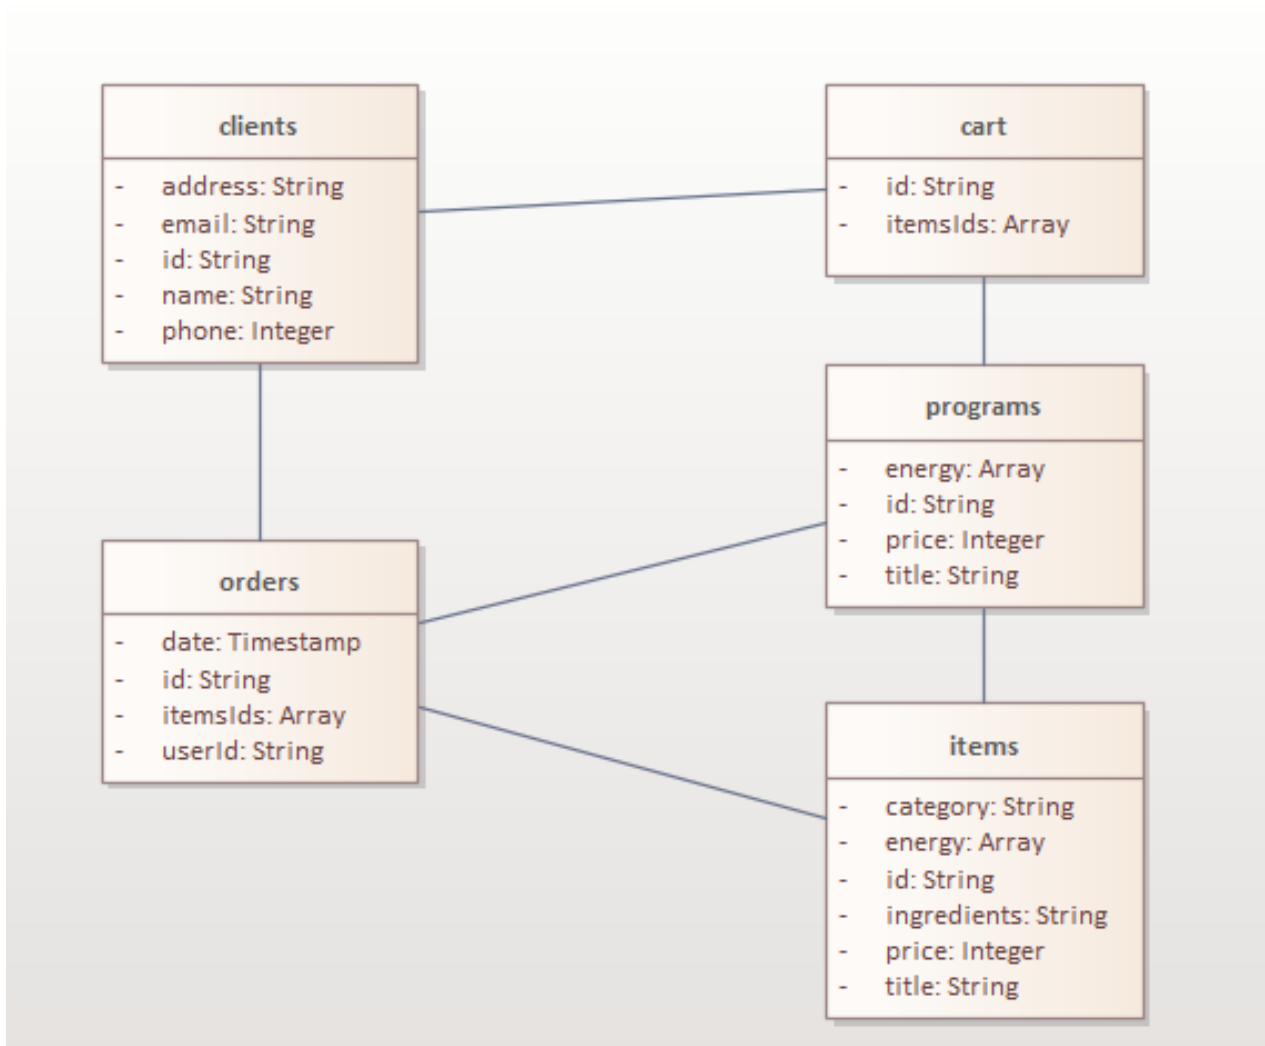 clients
- address: String
- email: String
- id: String
- name: String
- phone: Integer
cart
- id: String
- itemsIds: Array
programs
- energy: Array
- id: String
- price: Integer
- title: String
orders
- date: Timestamp
- id: String
- itemsIds: Array
- userId: String
items
- category: String
- energy: Array
- id: String
- ingredients: String
- price: Integer
- title: String